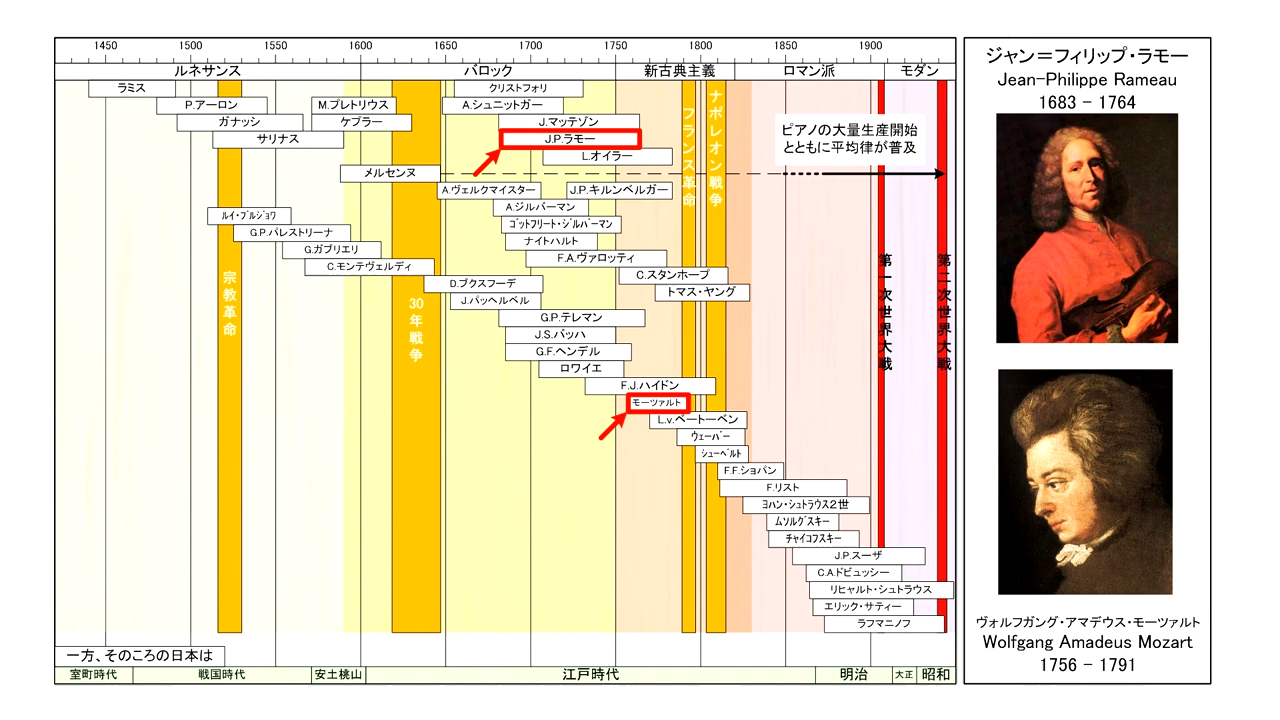 1450 1500 1550 1600 1650 1700 1750 1800 1850 1900
ルネサンス バロック 新古典主義 ロマン派 モダン
ラミス クリストフォリ
P.アーロン M.プレトリウス A.シュニットガー
ガナッシ ケプラー J.マッテゾン
サリナス J.P.ラモー
L.オイラー
メルセンヌ
A.ヴェルクマイスター J.P.キルンベルガー
A.ジルバーマン
ルイ・ブルジョワ ゴットフリート・ジルバーマン
G.P.パレストリーナ ナイトハルト
G.ガブリエリ F.A.ヴァロッティ
C.モンテヴェルディ C.スタンホープ
D.ブクスフーデ トマス・ヤング
J.パッヘルベル
G.P.テレマン
J.S.バッハ
G.F.ヘンデル
ロワイエ
F.J.ハイドン
モーツァルト
L.v.ベートーベン
ウェーバー
シューベルト
F.F.ショパン
F.リスト
ヨハン・シュトラウス2世
ムソルグスキー
チャイコフスキー
J.P.スーザ
C.A.ドビュッシー
リヒャルト・シュトラウス
エリック・サティー
ラフマニノフ
宗教革命
30年戦争
フランス革命
ナポレオン戦争
第一次世界大戦
第二次世界大戦
ピアノの大量生産開始
とともに平均律が普及
一方、そのころの日本は
室町時代 戦国時代 安土桃山 江戸時代 明治 大正 昭和
ジャン＝フィリップ・ラモー
Jean-Philippe Rameau
1683 - 1764
ヴォルフガング・アマデウス・モーツァルト
Wolfgang Amadeus Mozart
1756 - 1791